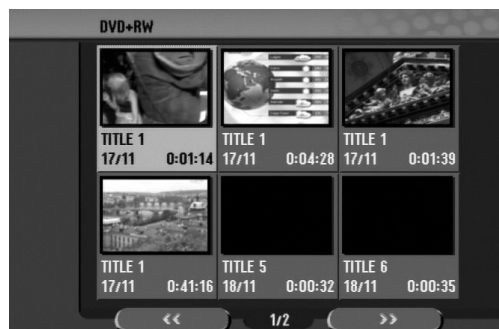 DVD+RW
TITLE 1
17/11 0:01:14
TITLE 1
17/11 0:04:28
TITLE 1
17/11 0:01:39
TITLE 1
17/11 0:41:16
TITLE 5
18/11 0:00:32
TITLE 6
18/11 0:00:35
<< 1/2 >>